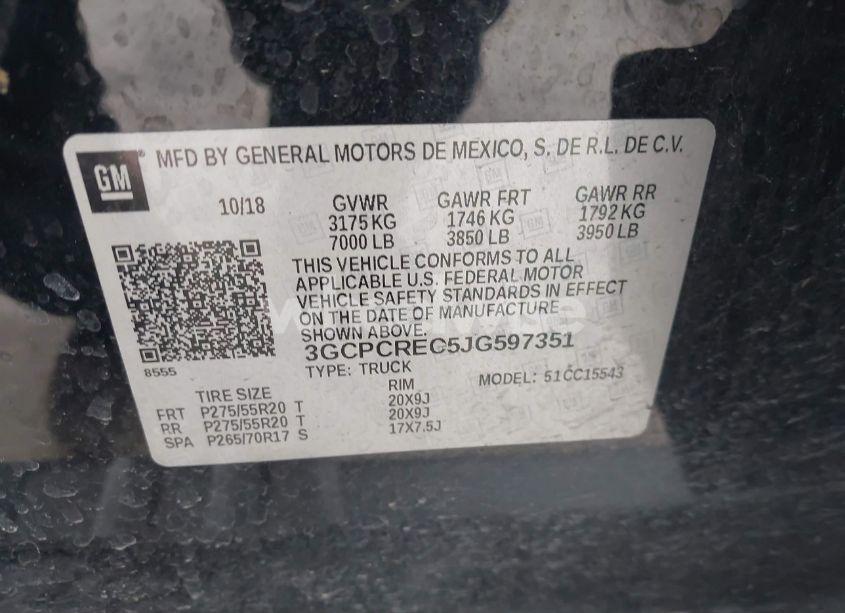 GM
MFD BY GENERAL MOTORS DE MEXICO, S. DE R.L. DE C.V.
10/18 GVWR GAWR FRT GAWR RR
3175 KG 1746 KG 1792 KG
7000 LB 3850 LB 3950 LB
THIS VEHICLE CONFORMS TO ALL
APPLICABLE U.S. FEDERAL MOTOR
VEHICLE SAFETY STANDARDS IN EFFECT
ON THE DATE OF MANUFACTURE
SHOWN ABOVE.
3GCPCREC5JG597351
8555
TYPE: TRUCK MODEL: 51CC15543
TIRE SIZE RIM
FRT P275/55R20 T 20X9J
RR P275/55R20 T 20X9J
SPA P265/70R17 S 17X7.5J